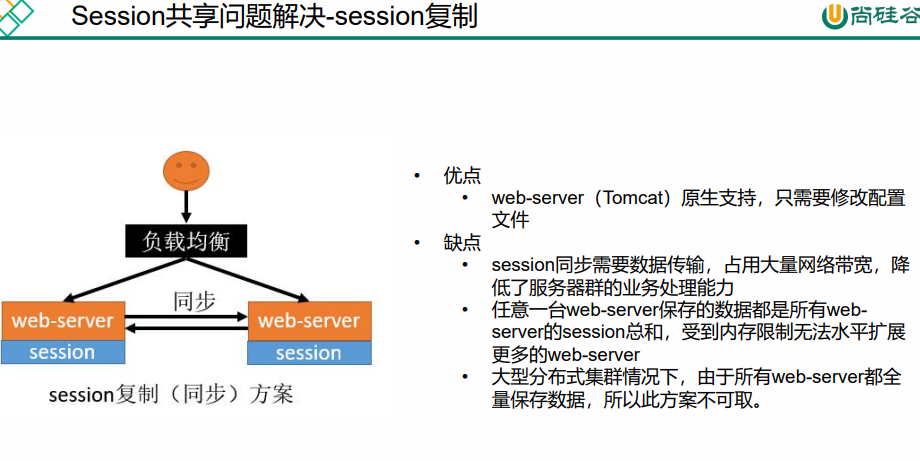 Session共享问题解决-session复制
尚硅谷
负载均衡
同步
web-server
web-server
session
session
session复制（同步）方案
• 优点
• web-server（Tomcat）原生支持，只需要修改配置
文件
• 缺点
• session同步需要数据传输，占用大量网络带宽，降
低了服务器群的业务处理能力
• 任意一台web-server保存的数据都是所有web-
server的session总和，受到内存限制无法水平扩展
更多的web-server
• 大型分布式集群情况下，由于所有web-server都全
量保存数据，所以此方案不可取。